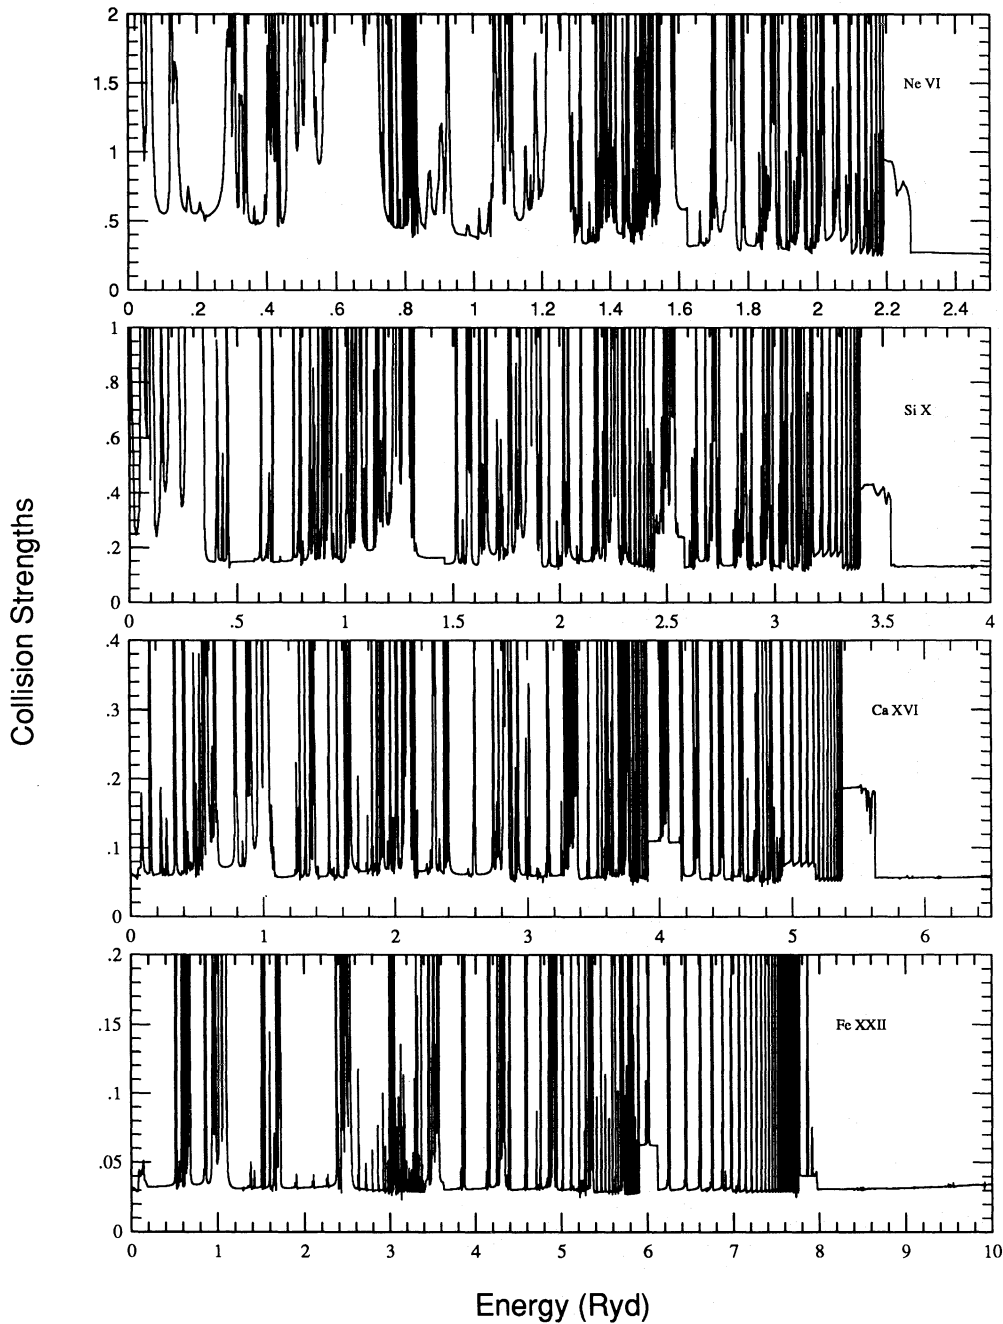 2
1.5
Ne VI
1
.5
0
0 .2 .4 .6 .8 1 1.2 1.4 1.6 1.8 2 2.2 2.4
1
.8
Si X
.6
.4
.2
0
0 .5 1 1.5 2 2.5 3 3.5 4
Collision Strengths
.4
.3
Ca XVI
.2
.1
0
0 1 2 3 4 5 6
.2
.15
Fe XXII
.1
.05
0
0 1 2 3 4 5 6 7 8 9 10
Energy (Ryd)